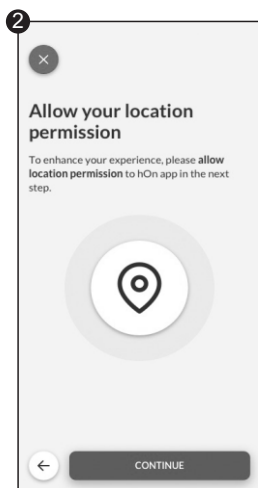 2
Allow your location
permission
To enhance your experience, please allow
location permission to hOn app in the next
step.
CONTINUE